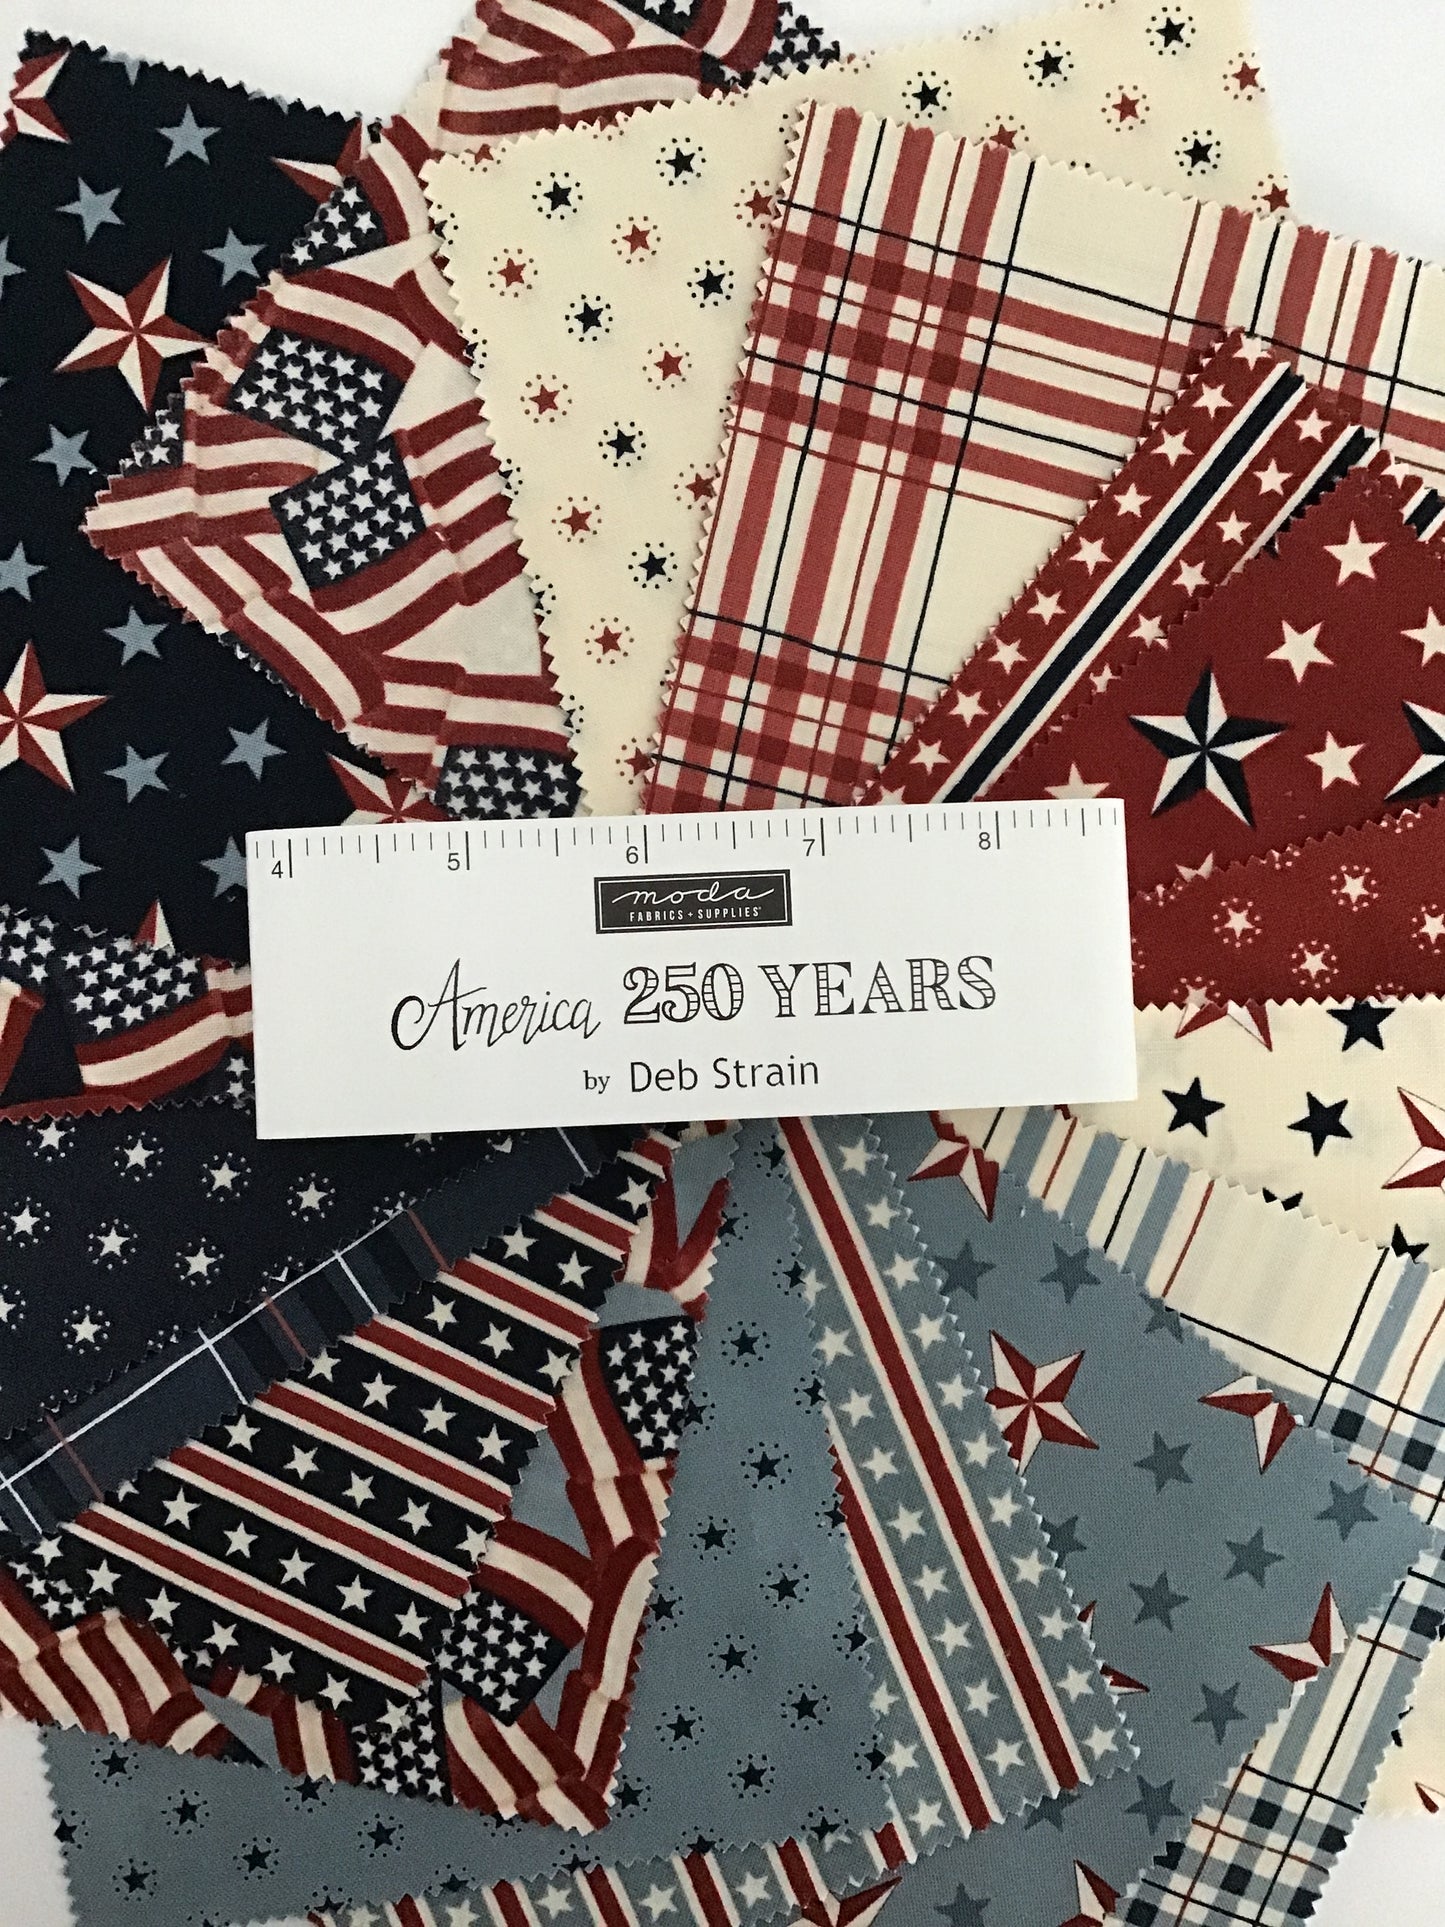 4 5 6 7 8
moda
FABRICS + SUPPLIES®
America 250 YEARS
by Deb Strain